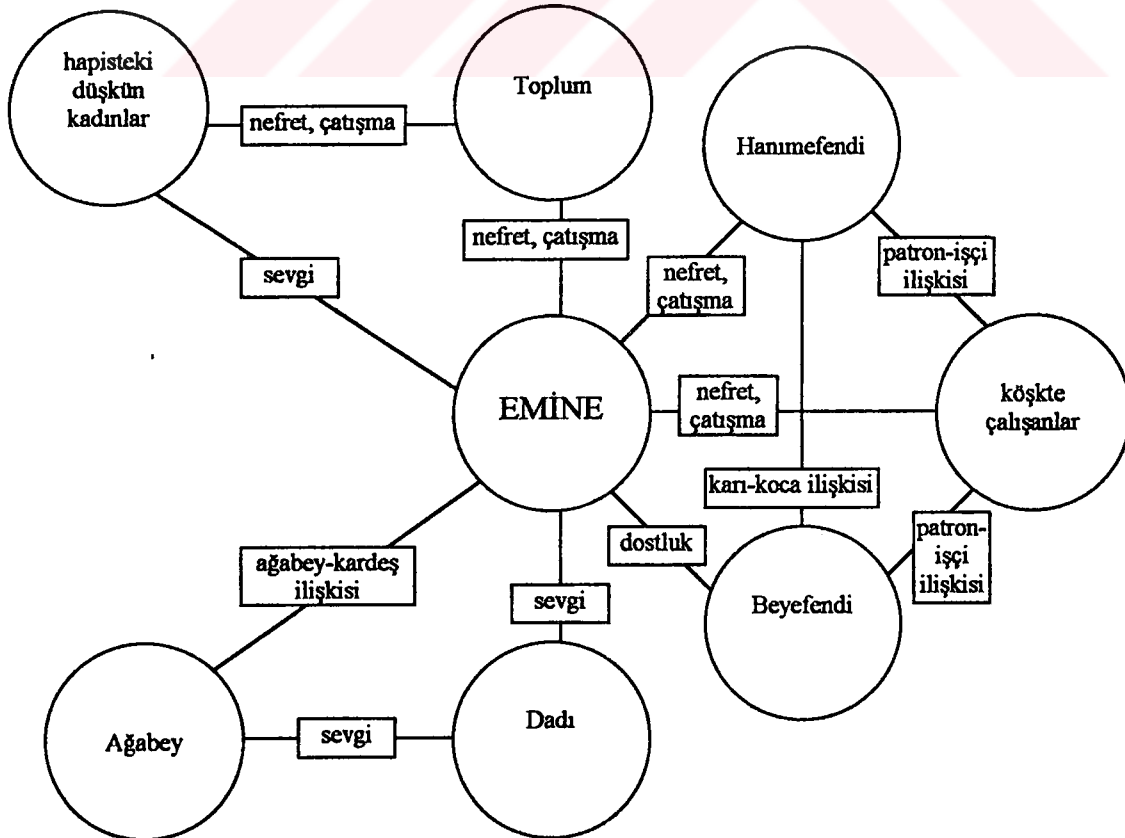 hapisteki
düşkün
kadınlar
nefret, çatışma
Toplum
Hanımefendi
nefret, çatışma
patron-işçi
ilişkisi
sevgi
nefret,
çatışma
EMİNE
nefret,
çatışma
köşkte
çalışanlar
karı-koca ilişkisi
dostluk
patron-
işçi
ilişkisi
ağabey-kardeş
ilişkisi
sevgi
Beyefendi
Ağabey
sevgi
Dadı